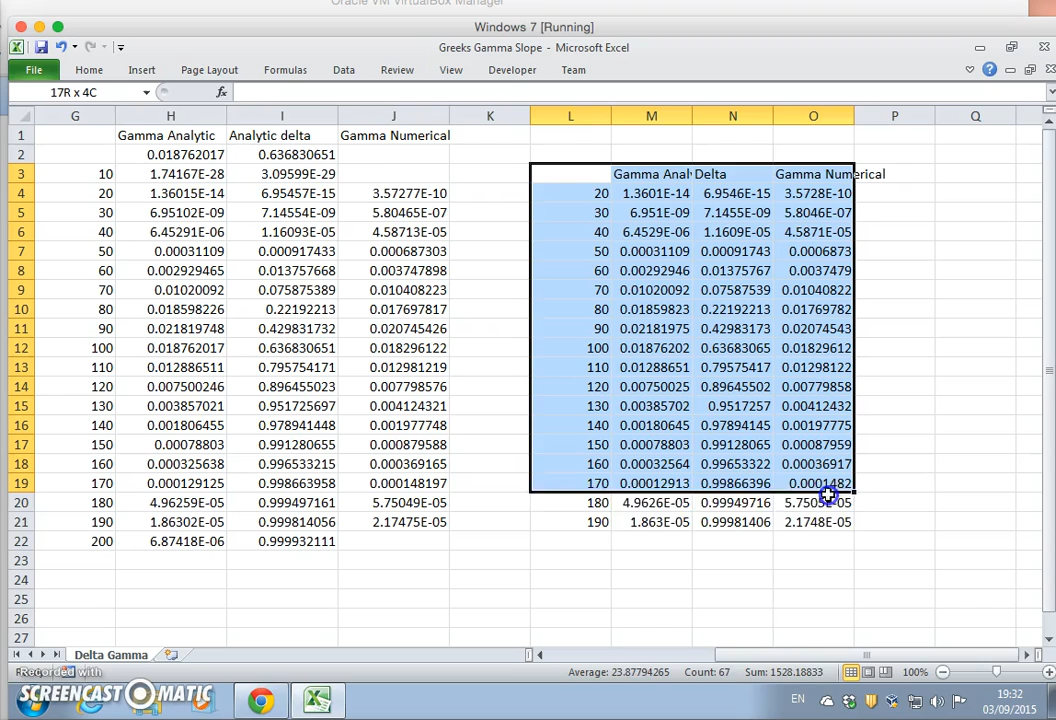 Oracle VM VirtualBox Manager
Windows 7 [Running]
Greeks Gamma Slope - Microsoft Excel
File Home Insert Page Layout Formulas Data Review View Developer Team
17R x 4C fx
G H I J K L M N O P Q
1 Gamma Analytic Analytic delta Gamma Numerical
2 0.018762017 0.636830651
3 10 1.74167E-28 3.09599E-29 Gamma Anal Delta Gamma Numerical
4 20 1.36015E-14 6.95457E-15 3.57277E-10 20 1.3601E-14 6.9546E-15 3.5728E-10
5 30 6.95102E-09 7.14554E-09 5.80465E-07 30 6.951E-09 7.1455E-09 5.8046E-07
6 40 6.45291E-06 1.16093E-05 4.58713E-05 40 6.4529E-06 1.1609E-05 4.5871E-05
7 50 0.00031109 0.000917433 0.000687303 50 0.00031109 0.00091743 0.0006873
8 60 0.002929465 0.013757668 0.003747898 60 0.00292946 0.01375767 0.0037479
9 70 0.01020092 0.075875389 0.010408223 70 0.01020092 0.07587539 0.01040822
10 80 0.018598226 0.22192213 0.017697817 80 0.01859823 0.22192213 0.01769782
11 90 0.021819748 0.429831732 0.020745426 90 0.02181975 0.42983173 0.02074543
12 100 0.018762017 0.636830651 0.018296122 100 0.01876202 0.63683065 0.01829612
13 110 0.012886511 0.795754171 0.012981219 110 0.01288651 0.79575417 0.01298122
14 120 0.007500246 0.896455023 0.007798576 120 0.00750025 0.89645502 0.00779858
15 130 0.003857021 0.951725697 0.004124321 130 0.00385702 0.9517257 0.00412432
16 140 0.001806455 0.978941448 0.001977748 140 0.00180645 0.97894145 0.00197775
17 150 0.00078803 0.991280655 0.000879588 150 0.00078803 0.99128065 0.00087959
18 160 0.000325638 0.996533215 0.000369165 160 0.00032564 0.99653322 0.00036917
19 170 0.000129125 0.998663958 0.000148197 170 0.00012913 0.99866396 0.0001482
20 180 4.96259E-05 0.999497161 5.75049E-05 180 4.9626E-05 0.99949716 5.7505E-05
21 190 1.86302E-05 0.999814056 2.17475E-05 190 1.863E-05 0.99981406 2.1748E-05
22 200 6.87418E-06 0.999932111
23
24
25
26
27
Delta Gamma
Recorded with Average: 23.87794265 Count: 67 Sum: 1528.18833 100%
SCREENCAST MATIC EN 19:32
03/09/2015